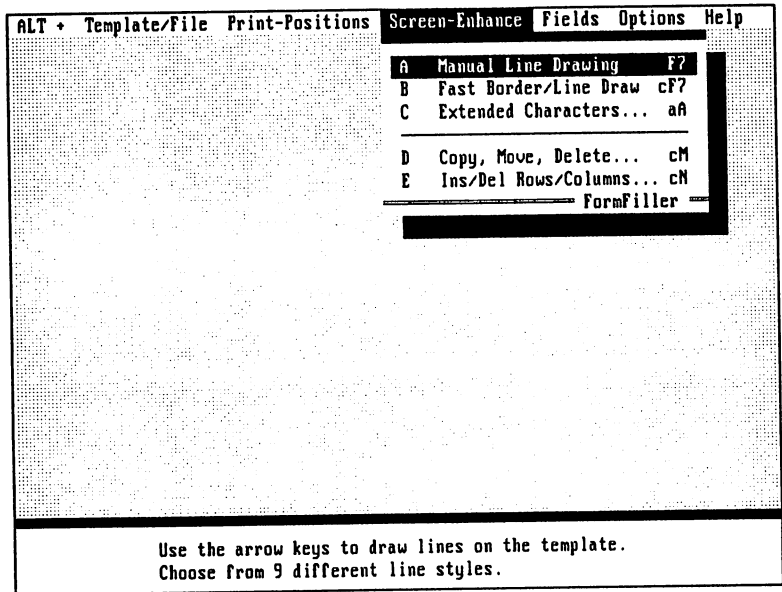 ALT + Template/File Print-Positions Screen-Enhance Fields Options Help
A Manual Line Drawing F7
B Fast Border/Line Draw cF7
C Extended Characters... aA
D Copy, Move, Delete... cM
E Ins/Del Rows/Columns... cN
FormFiller
Use the arrow keys to draw lines on the template.
Choose from 9 different line styles.